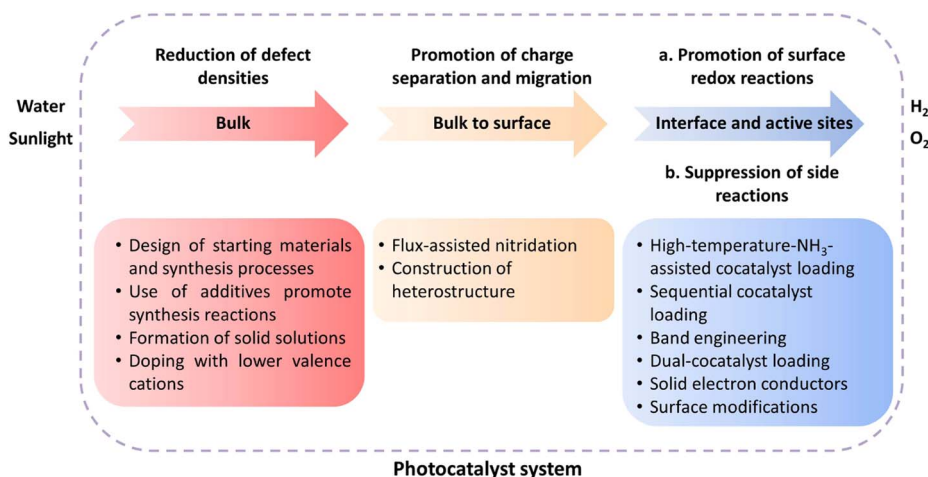 Reduction of defect
densities
Promotion of charge
separation and migration
a. Promotion of surface
redox reactions
Water
Sunlight
Bulk
Bulk to surface
Interface and active sites
H₂
O₂
b. Suppression of side
reactions
• Design of starting materials
and synthesis processes
• Use of additives promote
synthesis reactions
• Formation of solid solutions
• Doping with lower valence
cations
• Flux-assisted nitridation
• Construction of
heterostructure
• High-temperature-NH₃-
assisted cocatalyst loading
• Sequential cocatalyst
loading
• Band engineering
• Dual-cocatalyst loading
• Solid electron conductors
• Surface modifications
Photocatalyst system